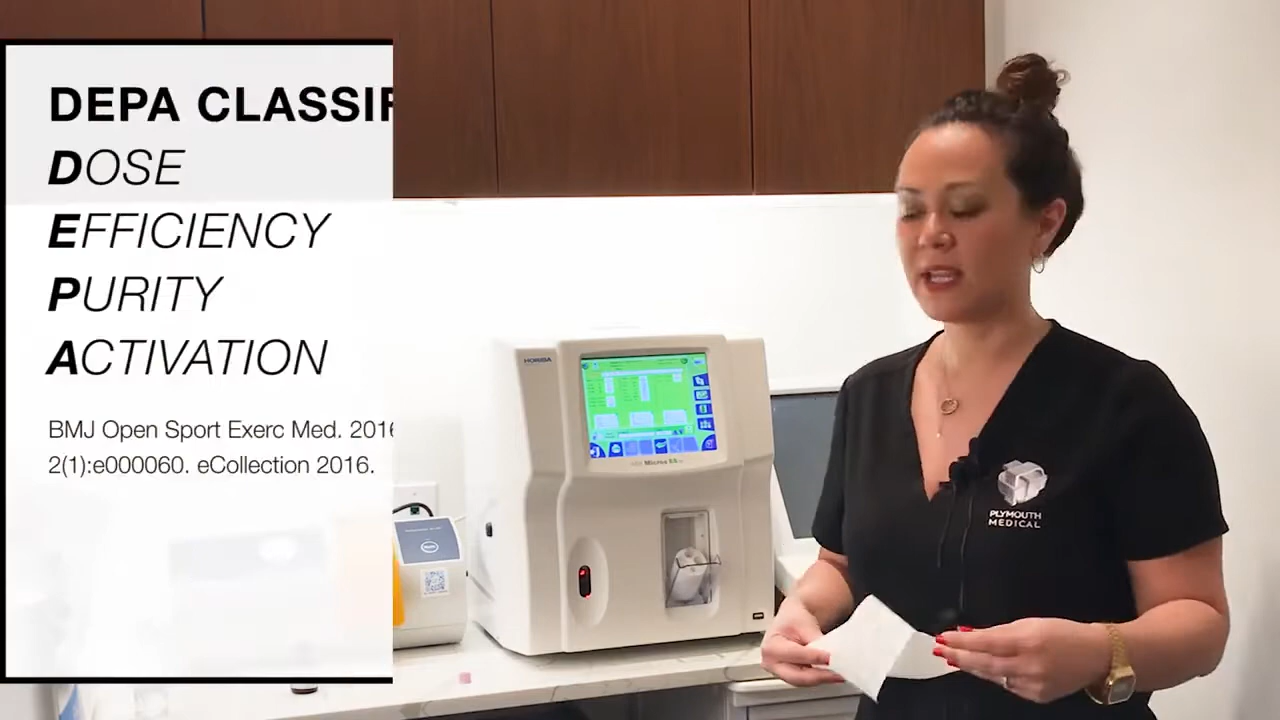 DEPA CLASSIF
DOSE
EFFICIENCY
PURITY
ACTIVATION
BMJ Open Sport Exerc Med. 2016
2(1):e000060. eCollection 2016.
HORIBA
PLYMOUTH
MEDICAL